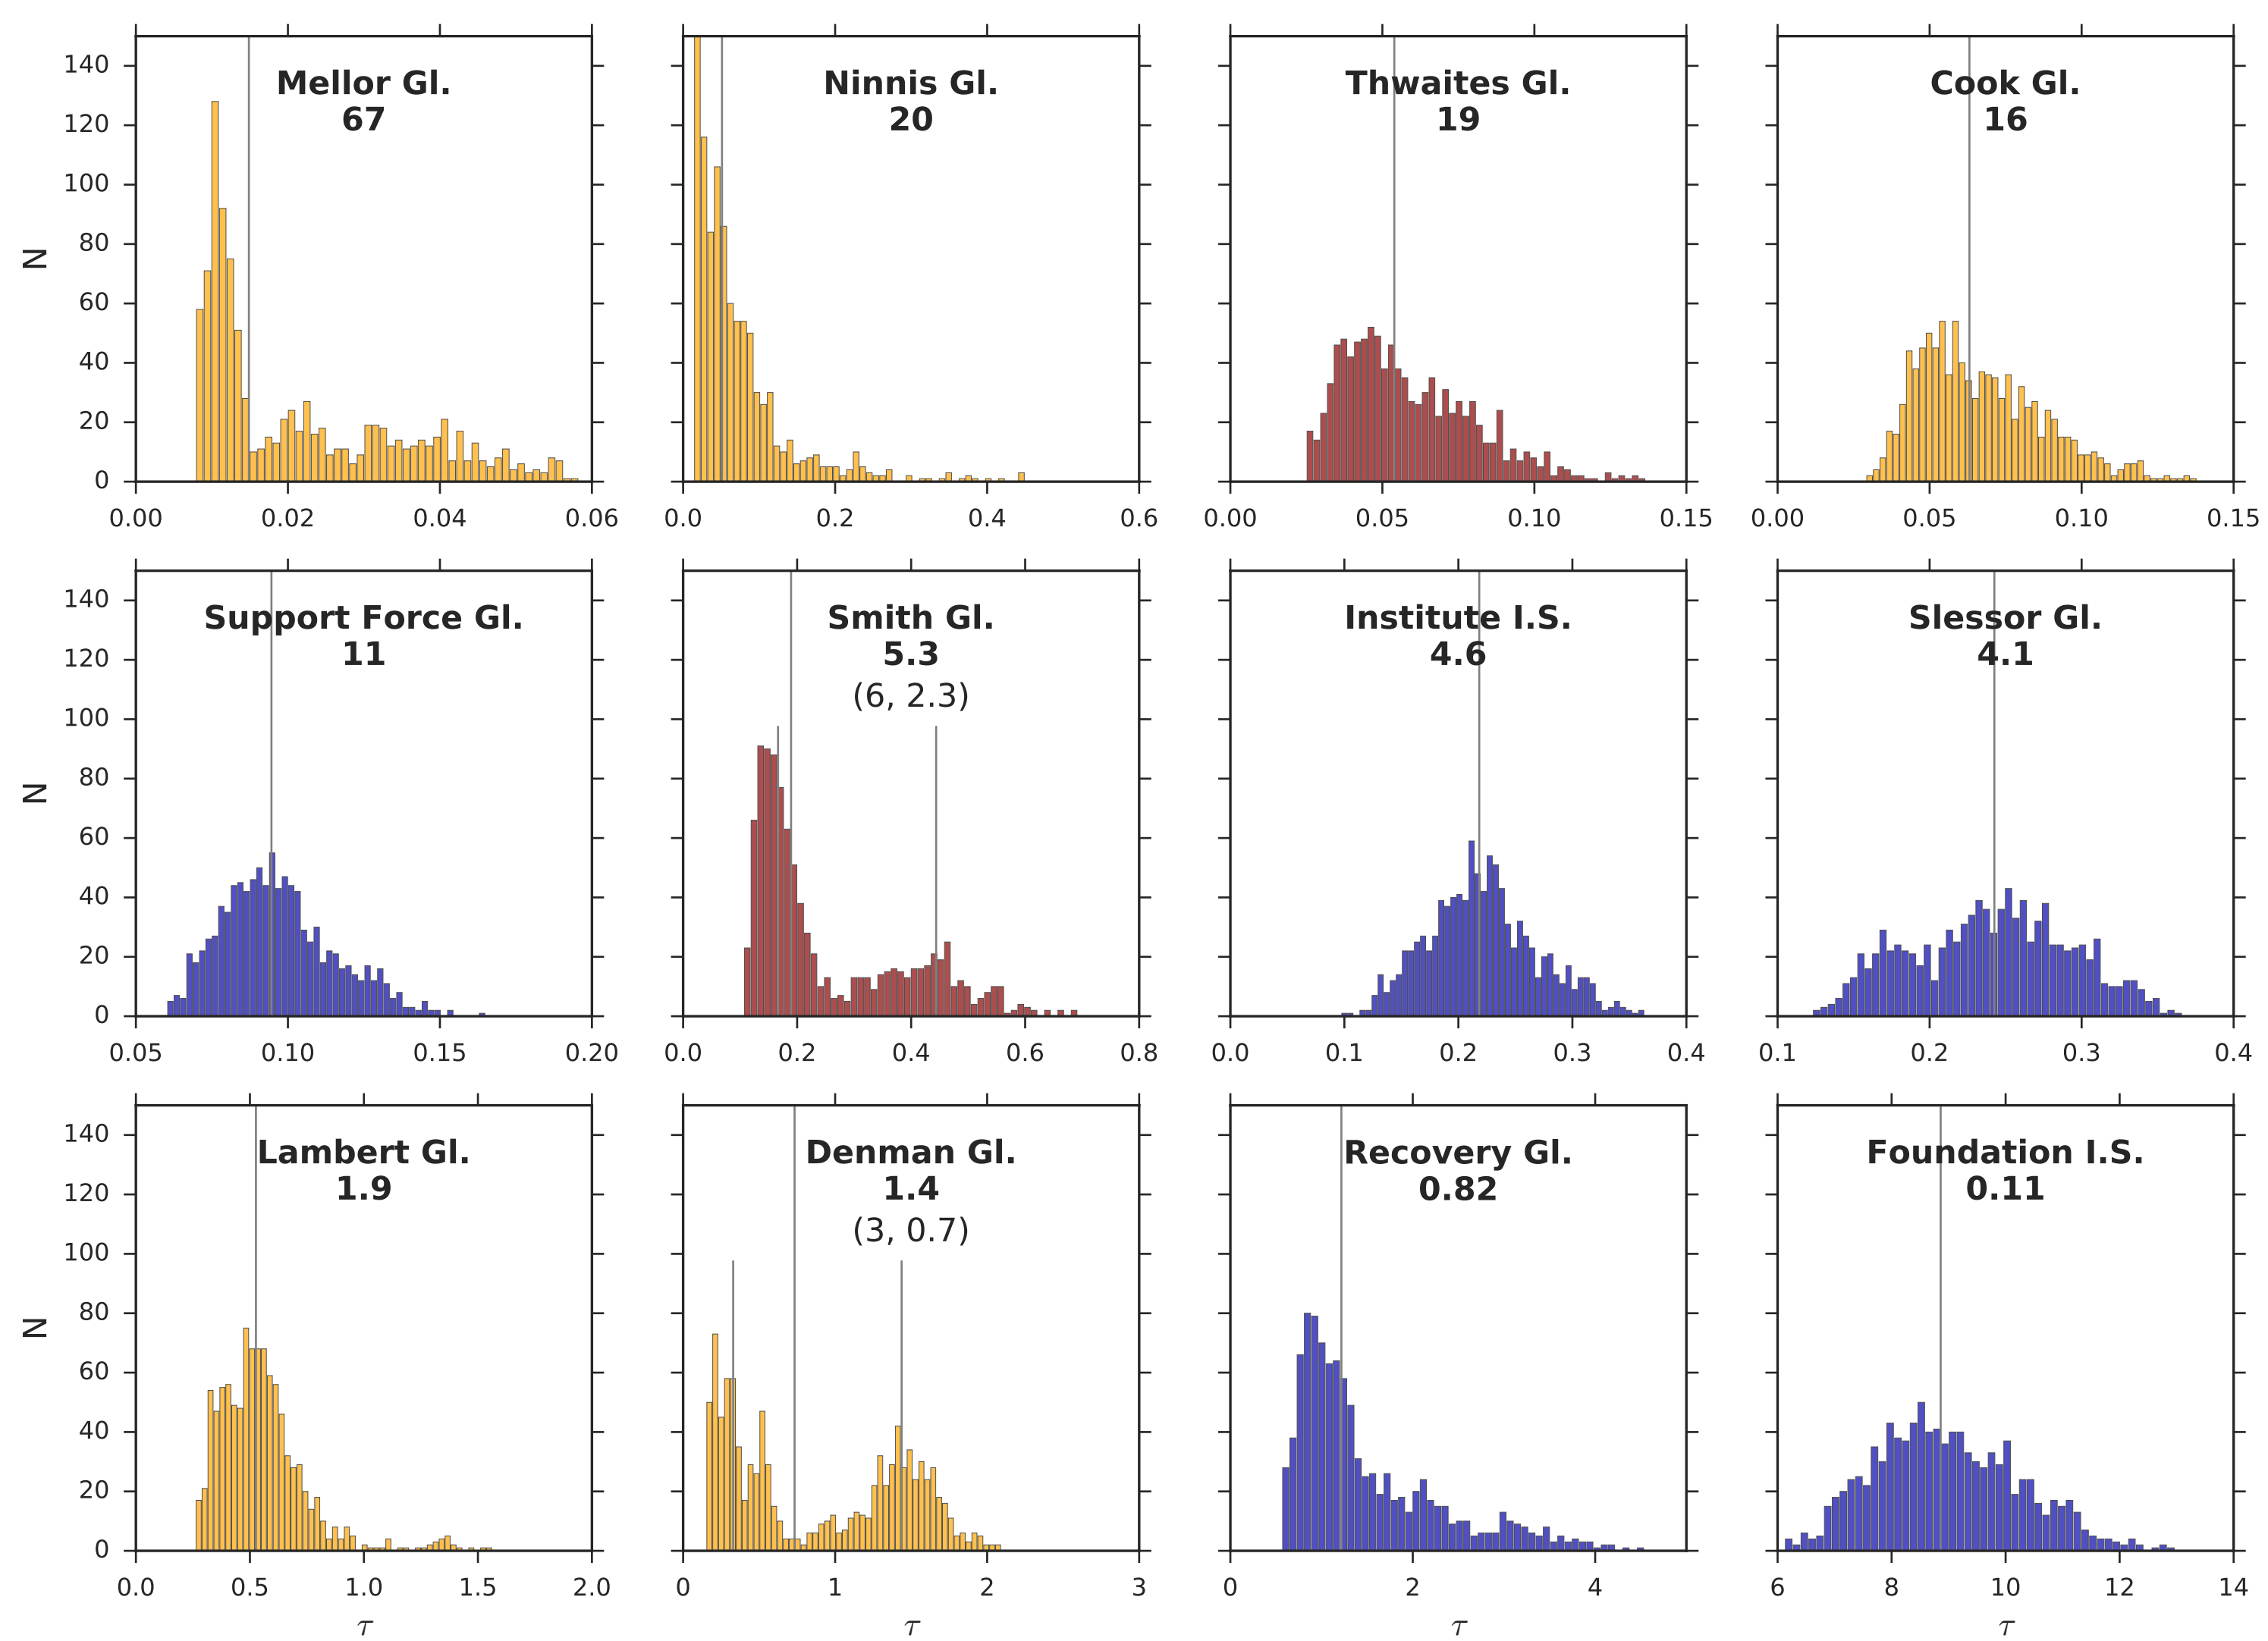 Mellor Gl.
67
Ninnis Gl.
20
Thwaites Gl.
19
Cook Gl.
16
N
140
120
100
80
60
40
20
0
0.00 0.02 0.04 0.06
0.0 0.2 0.4 0.6
0.00 0.05 0.10 0.15
0.00 0.05 0.10 0.15
Support Force Gl.
11
Smith Gl.
5.3
(6, 2.3)
Institute I.S.
4.6
Slessor Gl.
4.1
N
140
120
100
80
60
40
20
0
0.05 0.10 0.15 0.20
0.0 0.2 0.4 0.6 0.8
0.0 0.1 0.2 0.3 0.4
0.1 0.2 0.3 0.4
Lambert Gl.
1.9
Denman Gl.
1.4
(3, 0.7)
Recovery Gl.
0.82
Foundation I.S.
0.11
N
140
120
100
80
60
40
20
0
0.0 0.5 1.0 1.5 2.0
0 1 2 3
0 2 4
6 8 10 12 14
τ τ τ τ